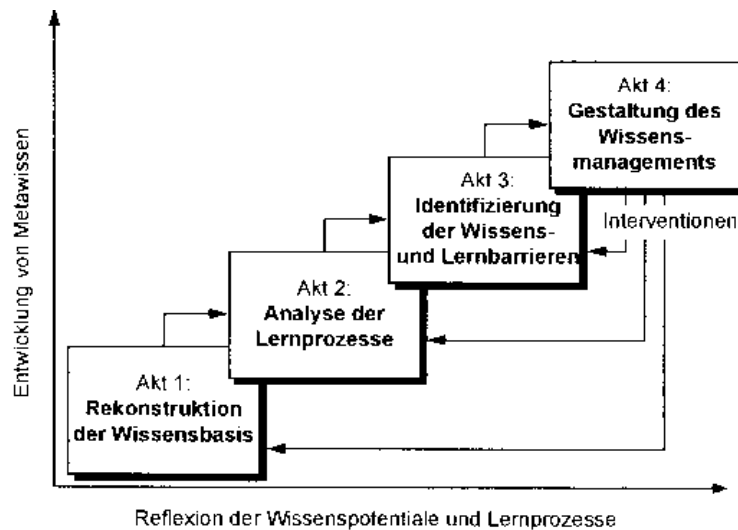 Akt 4:
Gestaltung des
Wissens-
managements
Akt 3:
Identifizierung
der Wissens-
und Lernbarrieren
Interventionen
Akt 2:
Analyse der
Lernprozesse
Akt 1:
Rekonstruktion
der Wissensbasis
Entwicklung von Metawissen
Reflexion der Wissenspotentiale und Lernprozesse